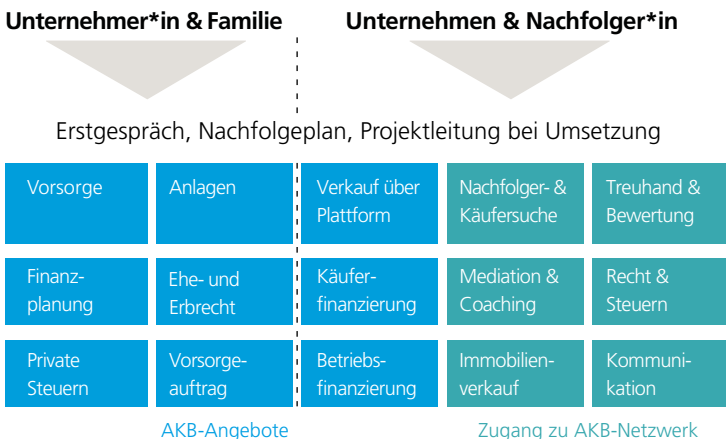 Unternehmer*in & Familie
Unternehmen & Nachfolger*in
Erstgespräch, Nachfolgeplan, Projektleitung bei Umsetzung
Vorsorge
Anlagen
Verkauf über
Plattform
Nachfolger- &
Käufersuche
Treuhand &
Bewertung
Finanz-
planung
Ehe- und
Erbrecht
Käufer-
finanzierung
Mediation &
Coaching
Recht &
Steuern
Private
Steuern
Vorsorge-
auftrag
Betriebs-
finanzierung
Immobilien-
verkauf
Kommuni-
kation
AKB-Angebote
Zugang zu AKB-Netzwerk